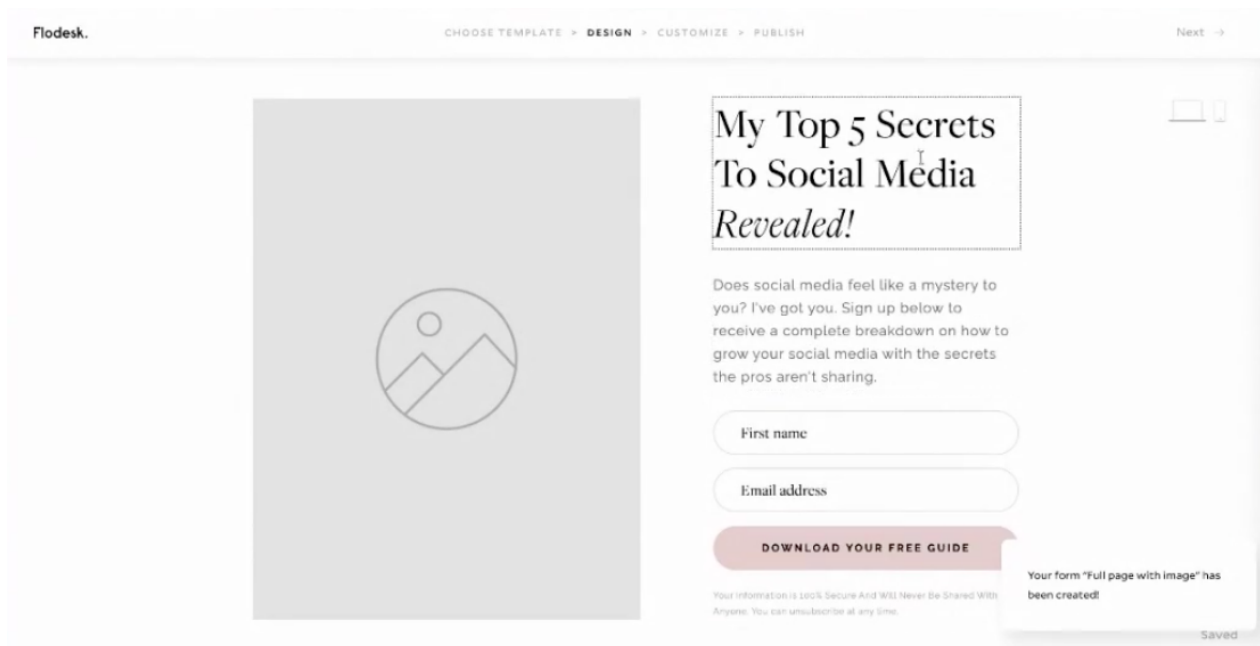 Flodesk.
CHOOSE TEMPLATE > DESIGN > CUSTOMIZE > PUBLISH
Next →
My Top 5 Secrets
To Social Media
Revealed!
Does social media feel like a mystery to
you? I've got you. Sign up below to
receive a complete breakdown on how to
grow your social media with the secrets
the pros aren't sharing.
First name
Email address
DOWNLOAD YOUR FREE GUIDE
Your Information is 100% Secure And Will Never Be Shared With
Anyone. You can unsubscribe at any time.
Your form "Full page with image" has
been created!
Saved